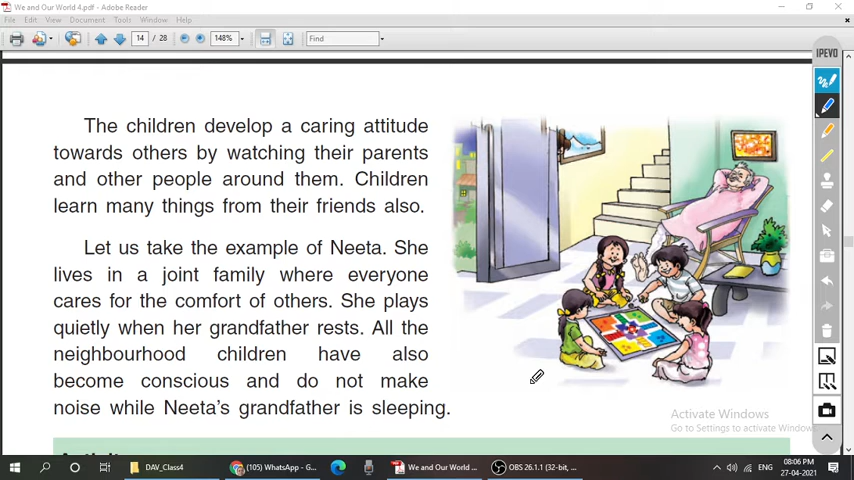 We and Our World 4.pdf - Adobe Reader
File Edit View Document Tools Window Help
14 / 28 148% Find
IPEVO
The children develop a caring attitude
towards others by watching their parents
and other people around them. Children
learn many things from their friends also.
Let us take the example of Neeta. She
lives in a joint family where everyone
cares for the comfort of others. She plays
quietly when her grandfather rests. All the
neighbourhood children have also
become conscious and do not make
noise while Neeta's grandfather is sleeping.
Activate Windows
Go to Settings to activate Windows.
DAV_Class4
(105) WhatsApp - G...
We and Our World ...
OBS 26.1.1 (32-bit, ...
ENG
08:06 PM
27-04-2021